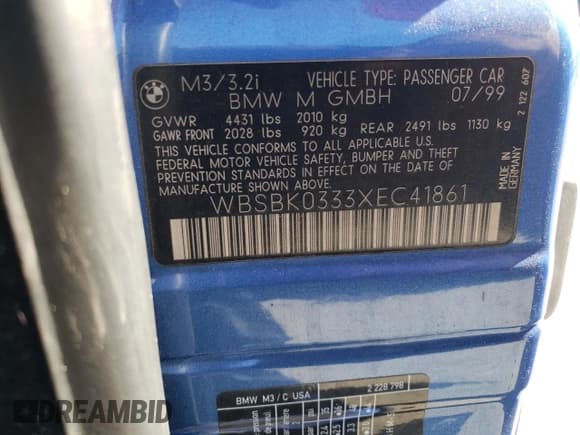 BMW
M3/3.2i VEHICLE TYPE: PASSENGER CAR
BMW M GMBH 07/99
GVWR 4431 lbs 2010 kg
GAWR FRONT 2028 lbs 920 kg REAR 2491 lbs 1130 kg
THIS VEHICLE CONFORMS TO ALL APPLICABLE U.S.
FEDERAL MOTOR VEHICLE SAFETY, BUMPER AND THEFT
PREVENTION STANDARDS IN EFFECT ON THE DATE OF
MANUFACTURE SHOWN ABOVE.
WBSBK0333XEC41861
MADE IN
GERMANY
2 122 607
BMW M3/C USA
2 228 798
DREAMBID
DREAMBID